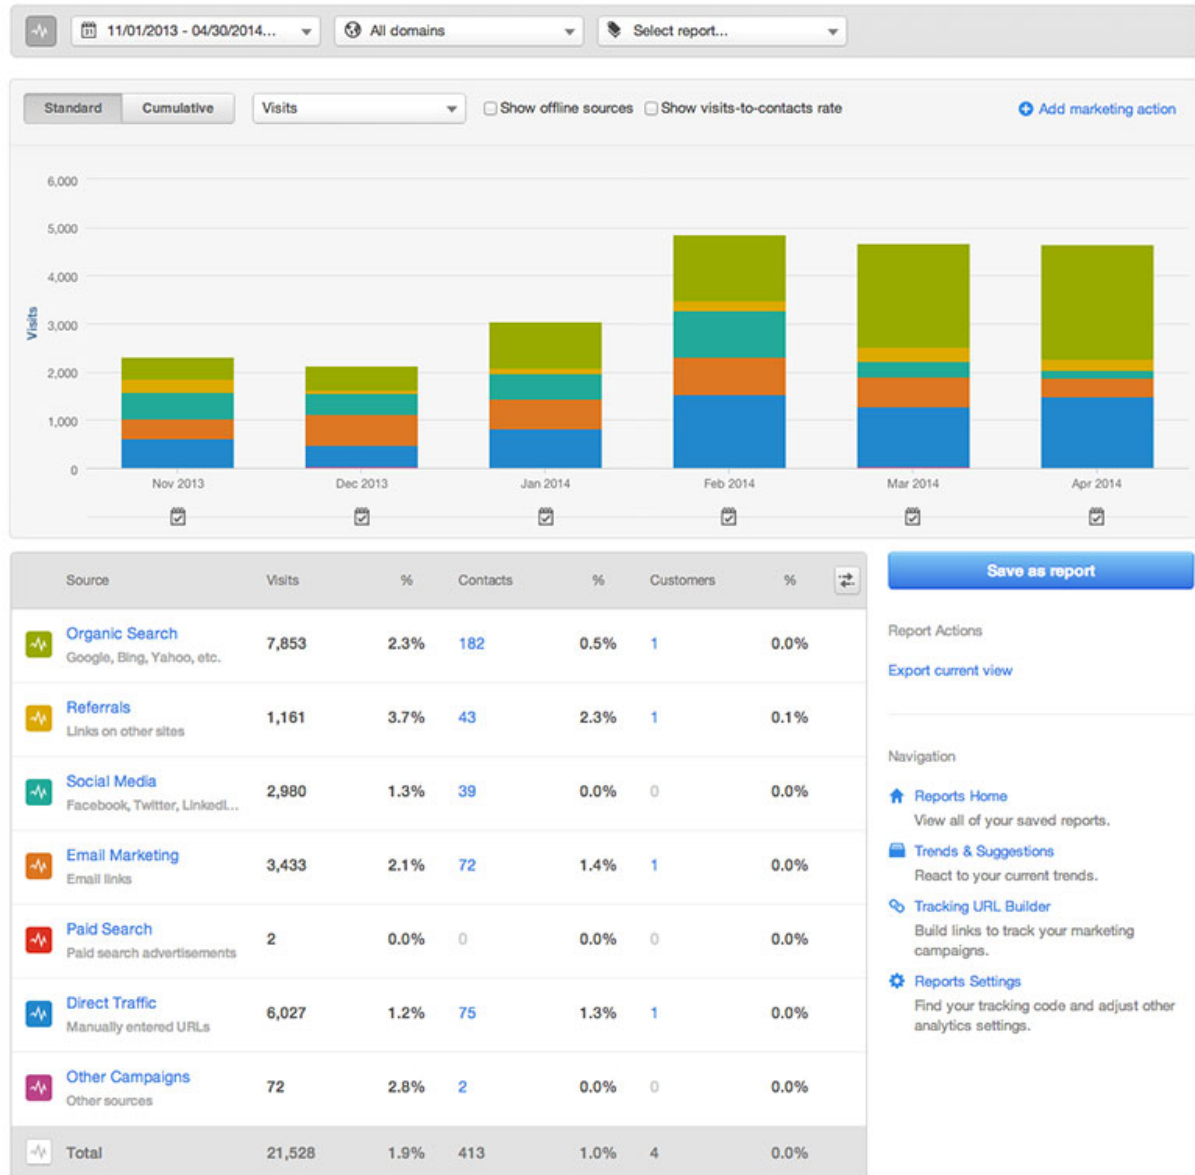 31 11/01/2013 - 04/30/2014... All domains Select report...
Standard Cumulative Visits Show offline sources Show visits-to-contacts rate Add marketing action
Visits
6,000
5,000
4,000
3,000
2,000
1,000
0
Nov 2013 Dec 2013 Jan 2014 Feb 2014 Mar 2014 Apr 2014
Source Visits % Contacts % Customers %
Organic Search 7,853 2.3% 182 0.5% 1 0.0%
Google, Bing, Yahoo, etc.
Referrals 1,161 3.7% 43 2.3% 1 0.1%
Links on other sites
Social Media 2,980 1.3% 39 0.0% 0 0.0%
Facebook, Twitter, LinkedI...
Email Marketing 3,433 2.1% 72 1.4% 1 0.0%
Email links
Paid Search 2 0.0% 0 0.0% 0 0.0%
Paid search advertisements
Direct Traffic 6,027 1.2% 75 1.3% 1 0.0%
Manually entered URLs
Other Campaigns 72 2.8% 2 0.0% 0 0.0%
Other sources
Total 21,528 1.9% 413 1.0% 4 0.0%
Save as report
Report Actions
Export current view
Navigation
Reports Home
View all of your saved reports.
Trends & Suggestions
React to your current trends.
Tracking URL Builder
Build links to track your marketing
campaigns.
Reports Settings
Find your tracking code and adjust other
analytics settings.